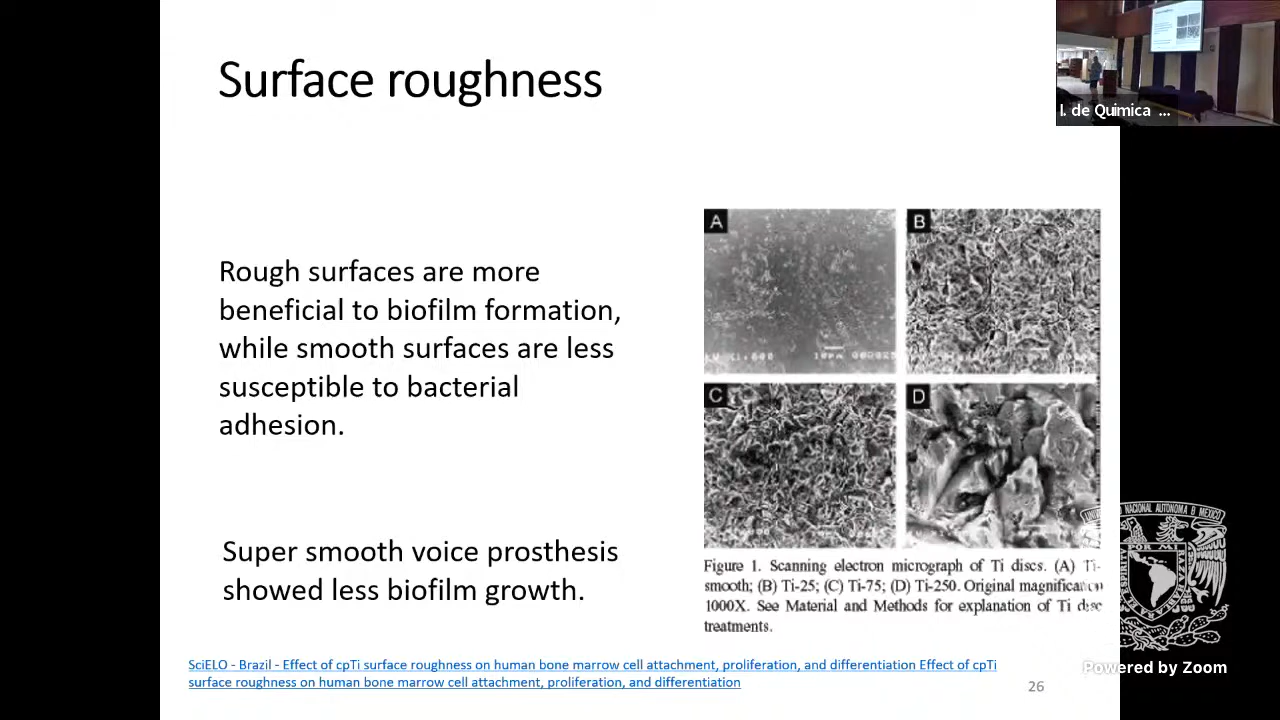 Surface roughness
I. de Quimica ...
Rough surfaces are more
beneficial to biofilm formation,
while smooth surfaces are less
susceptible to bacterial
adhesion.
Super smooth voice prosthesis
showed less biofilm growth.
A
B
C
D
Figure 1. Scanning electron micrograph of Ti discs. (A) Ti-
smooth; (B) Ti-25; (C) Ti-75; (D) Ti-250. Original magnification
1000X. See Material and Methods for explanation of Ti disc
treatments.
SciELO - Brazil - Effect of cpTi surface roughness on human bone marrow cell attachment, proliferation, and differentiation Effect of cpTi
surface roughness on human bone marrow cell attachment, proliferation, and differentiation
26
NACIONAL AUTONOMA
POR MI
Powered by Zoom